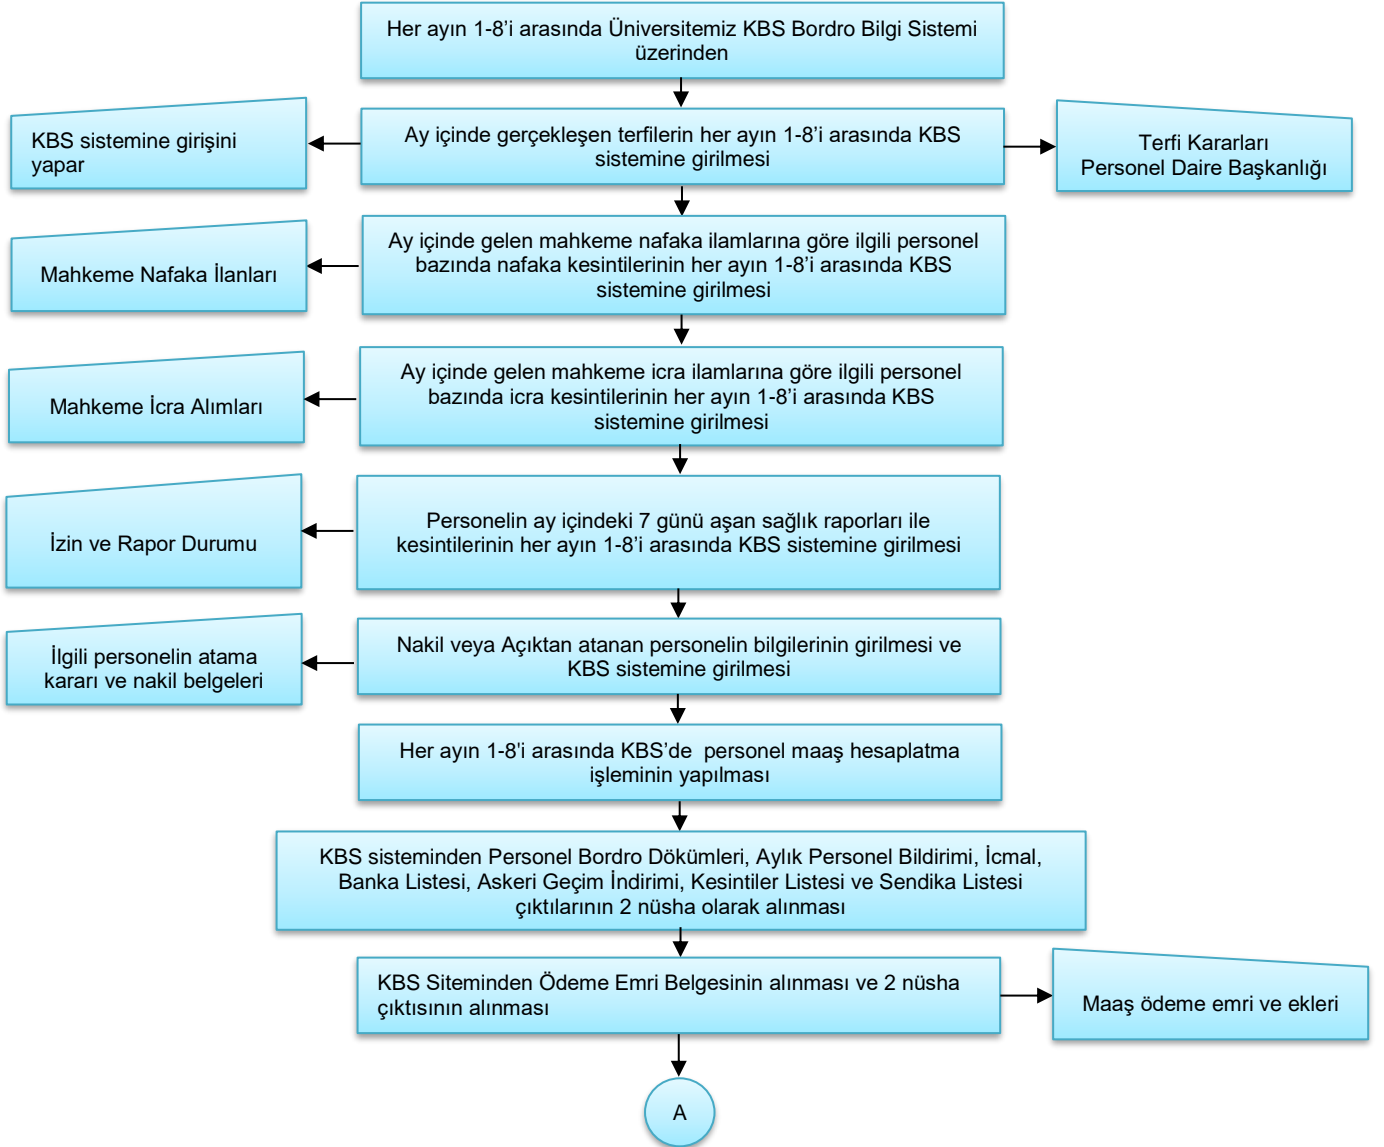 Her ayın 1-8’i arasında Üniversitemiz KBS Bordro Bilgi Sistemi
üzerinden
KBS sistemine girişini
yapar
Ay içinde gerçekleşen terfilerin her ayın 1-8’i arasında KBS
sistemine girilmesi
Terfi Kararları
Personel Daire Başkanlığı
Mahkeme Nafaka İlanları
Ay içinde gelen mahkeme nafaka ilamlarına göre ilgili personel
bazında nafaka kesintilerinin her ayın 1-8’i arasında KBS
sistemine girilmesi
Mahkeme İcra Alımları
Ay içinde gelen mahkeme icra ilamlarına göre ilgili personel
bazında icra kesintilerinin her ayın 1-8’i arasında KBS
sistemine girilmesi
İzin ve Rapor Durumu
Personelin ay içindeki 7 günü aşan sağlık raporları ile
kesintilerinin her ayın 1-8’i arasında KBS sistemine girilmesi
İlgili personelin atama
kararı ve nakil belgeleri
Nakil veya Açıktan atanan personelin bilgilerinin girilmesi ve
KBS sistemine girilmesi
Her ayın 1-8'i arasında KBS’de personel maaş hesaplatma
işleminin yapılması
KBS sisteminden Personel Bordro Dökümleri, Aylık Personel Bildirimi, İcmal,
Banka Listesi, Askeri Geçim İndirimi, Kesintiler Listesi ve Sendika Listesi
çıktılarının 2 nüsha olarak alınması
KBS Siteminden Ödeme Emri Belgesinin alınması ve 2 nüsha
çıktısının alınması
Maaş ödeme emri ve ekleri
A